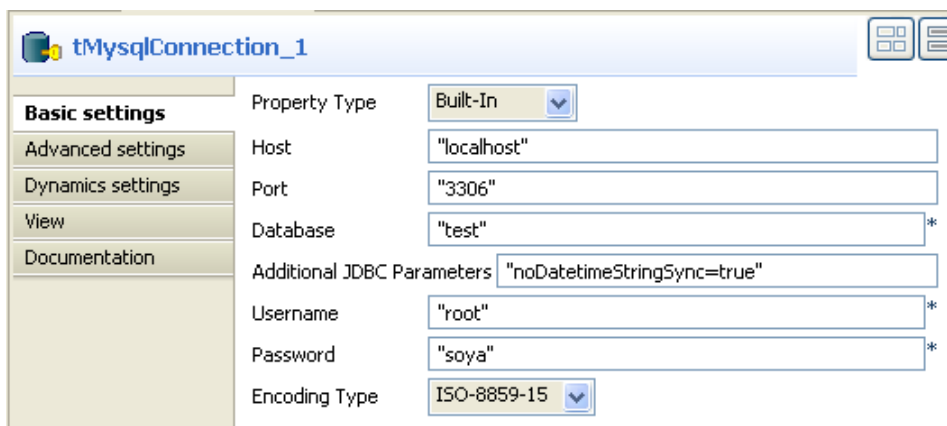 tMysqlConnection_1
Basic settings
Advanced settings
Dynamics settings
View
Documentation
Property Type Built-In
Host "localhost"
Port "3306"
Database "test" *
Additional JDBC Parameters "noDatetimeStringSync=true"
Username "root" *
Password "soya" *
Encoding Type ISO-8859-15